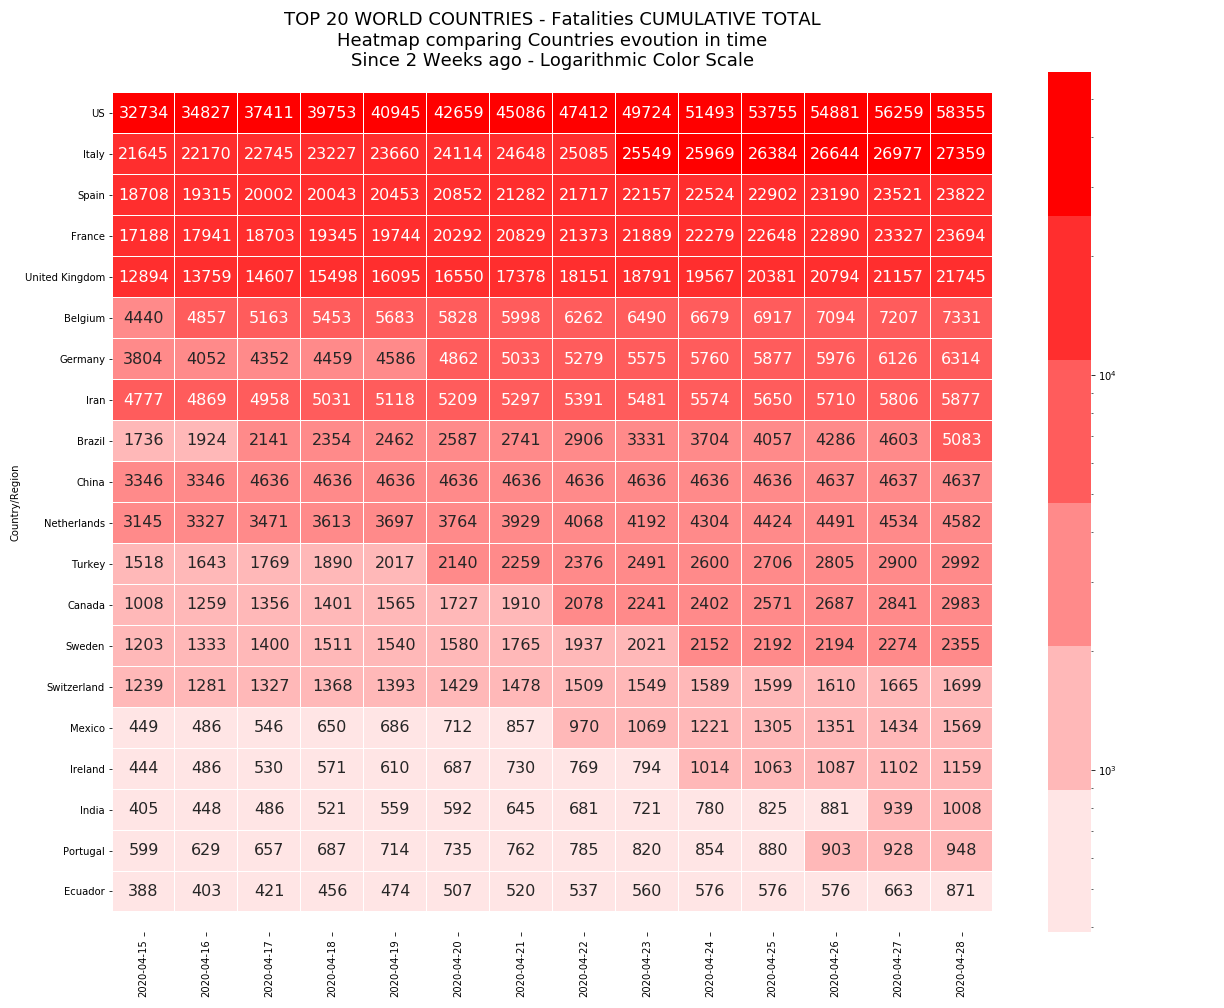 TOP 20 WORLD COUNTRIES - Fatalities CUMULATIVE TOTAL
Heatmap comparing Countries evoution in time
Since 2 Weeks ago - Logarithmic Color Scale
US 32734 34827 37411 39753 40945 42659 45086 47412 49724 51493 53755 54881 56259 58355
Italy 21645 22170 22745 23227 23660 24114 24648 25085 25549 25969 26384 26644 26977 27359
Spain 18708 19315 20002 20043 20453 20852 21282 21717 22157 22524 22902 23190 23521 23822
France 17188 17941 18703 19345 19744 20292 20829 21373 21889 22279 22648 22890 23327 23694
United Kingdom 12894 13759 14607 15498 16095 16550 17378 18151 18791 19567 20381 20794 21157 21745
Belgium 4440 4857 5163 5453 5683 5828 5998 6262 6490 6679 6917 7094 7207 7331
Germany 3804 4052 4352 4459 4586 4862 5033 5279 5575 5760 5877 5976 6126 6314
Iran 4777 4869 4958 5031 5118 5209 5297 5391 5481 5574 5650 5710 5806 5877
Brazil 1736 1924 2141 2354 2462 2587 2741 2906 3331 3704 4057 4286 4603 5083
China 3346 3346 4636 4636 4636 4636 4636 4636 4636 4636 4636 4637 4637 4637
Netherlands 3145 3327 3471 3613 3697 3764 3929 4068 4192 4304 4424 4491 4534 4582
Turkey 1518 1643 1769 1890 2017 2140 2259 2376 2491 2600 2706 2805 2900 2992
Canada 1008 1259 1356 1401 1565 1727 1910 2078 2241 2402 2571 2687 2841 2983
Sweden 1203 1333 1400 1511 1540 1580 1765 1937 2021 2152 2192 2194 2274 2355
Switzerland 1239 1281 1327 1368 1393 1429 1478 1509 1549 1589 1599 1610 1665 1699
Mexico 449 486 546 650 686 712 857 970 1069 1221 1305 1351 1434 1569
Ireland 444 486 530 571 610 687 730 769 794 1014 1063 1087 1102 1159
India 405 448 486 521 559 592 645 681 721 780 825 881 939 1008
Portugal 599 629 657 687 714 735 762 785 820 854 880 903 928 948
Ecuador 388 403 421 456 474 507 520 537 560 576 576 576 663 871
2020-04-15 2020-04-16 2020-04-17 2020-04-18 2020-04-19 2020-04-20 2020-04-21 2020-04-22 2020-04-23 2020-04-24 2020-04-25 2020-04-26 2020-04-27 2020-04-28
Country/Region
10⁴
10³